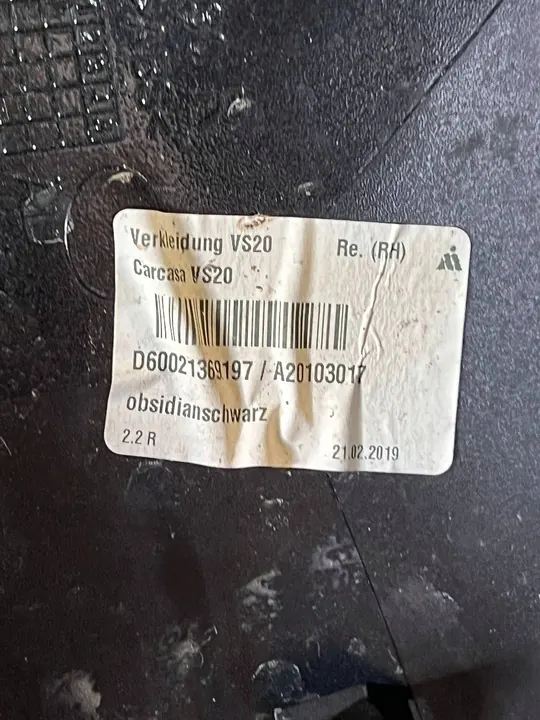 Verkleidung VS20 Re. (RH)
Carcasa VS20
D60021369197 / A20103017
obsidianschwarz
2.2 R 21.02.2019